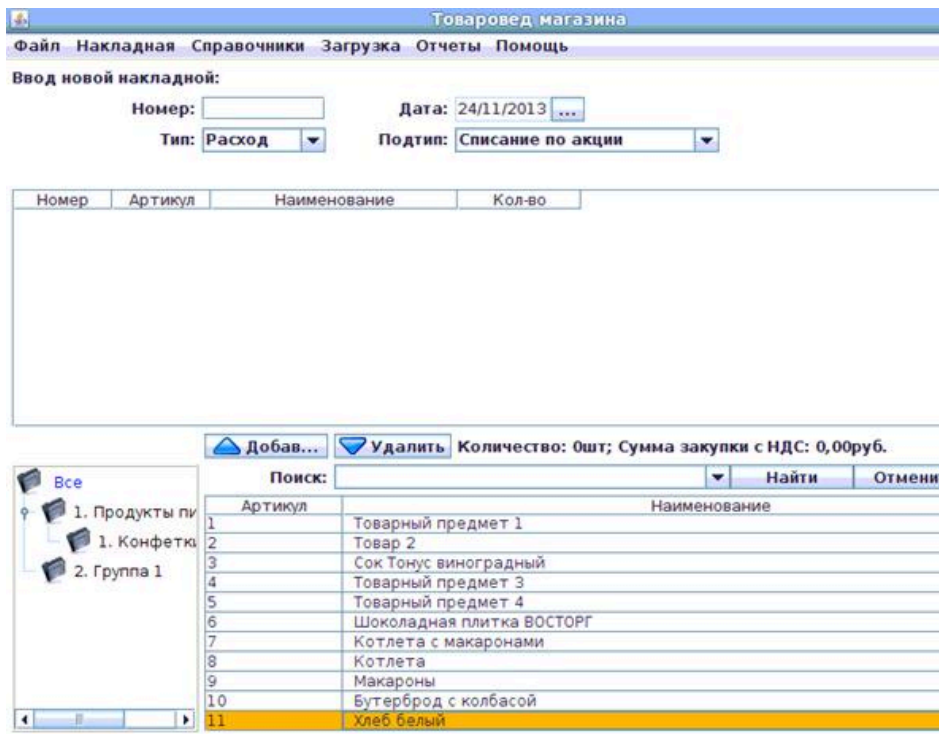 Товаровед магазина
Файл Накладная Справочники Загрузка Отчеты Помощь
Ввод новой накладной:
Номер: Дата: 24/11/2013 ...
Тип: Расход Подтип: Списание по акции
Номер Артикул Наименование Кол-во
Добав... Удалить Количество: 0шт; Сумма закупки с НДС: 0,00руб.
Все
1. Продукты пи
1. Конфетк
2. Группа 1
Поиск: Найти Отмени
Артикул Наименование
1 Товарный предмет 1
2 Товар 2
3 Сок Тонус виноградный
4 Товарный предмет 3
5 Товарный предмет 4
6 Шоколадная плитка ВОСТОРГ
7 Котлета с макаронами
8 Котлета
9 Макароны
10 Бутерброд с колбасой
11 Хлеб белый